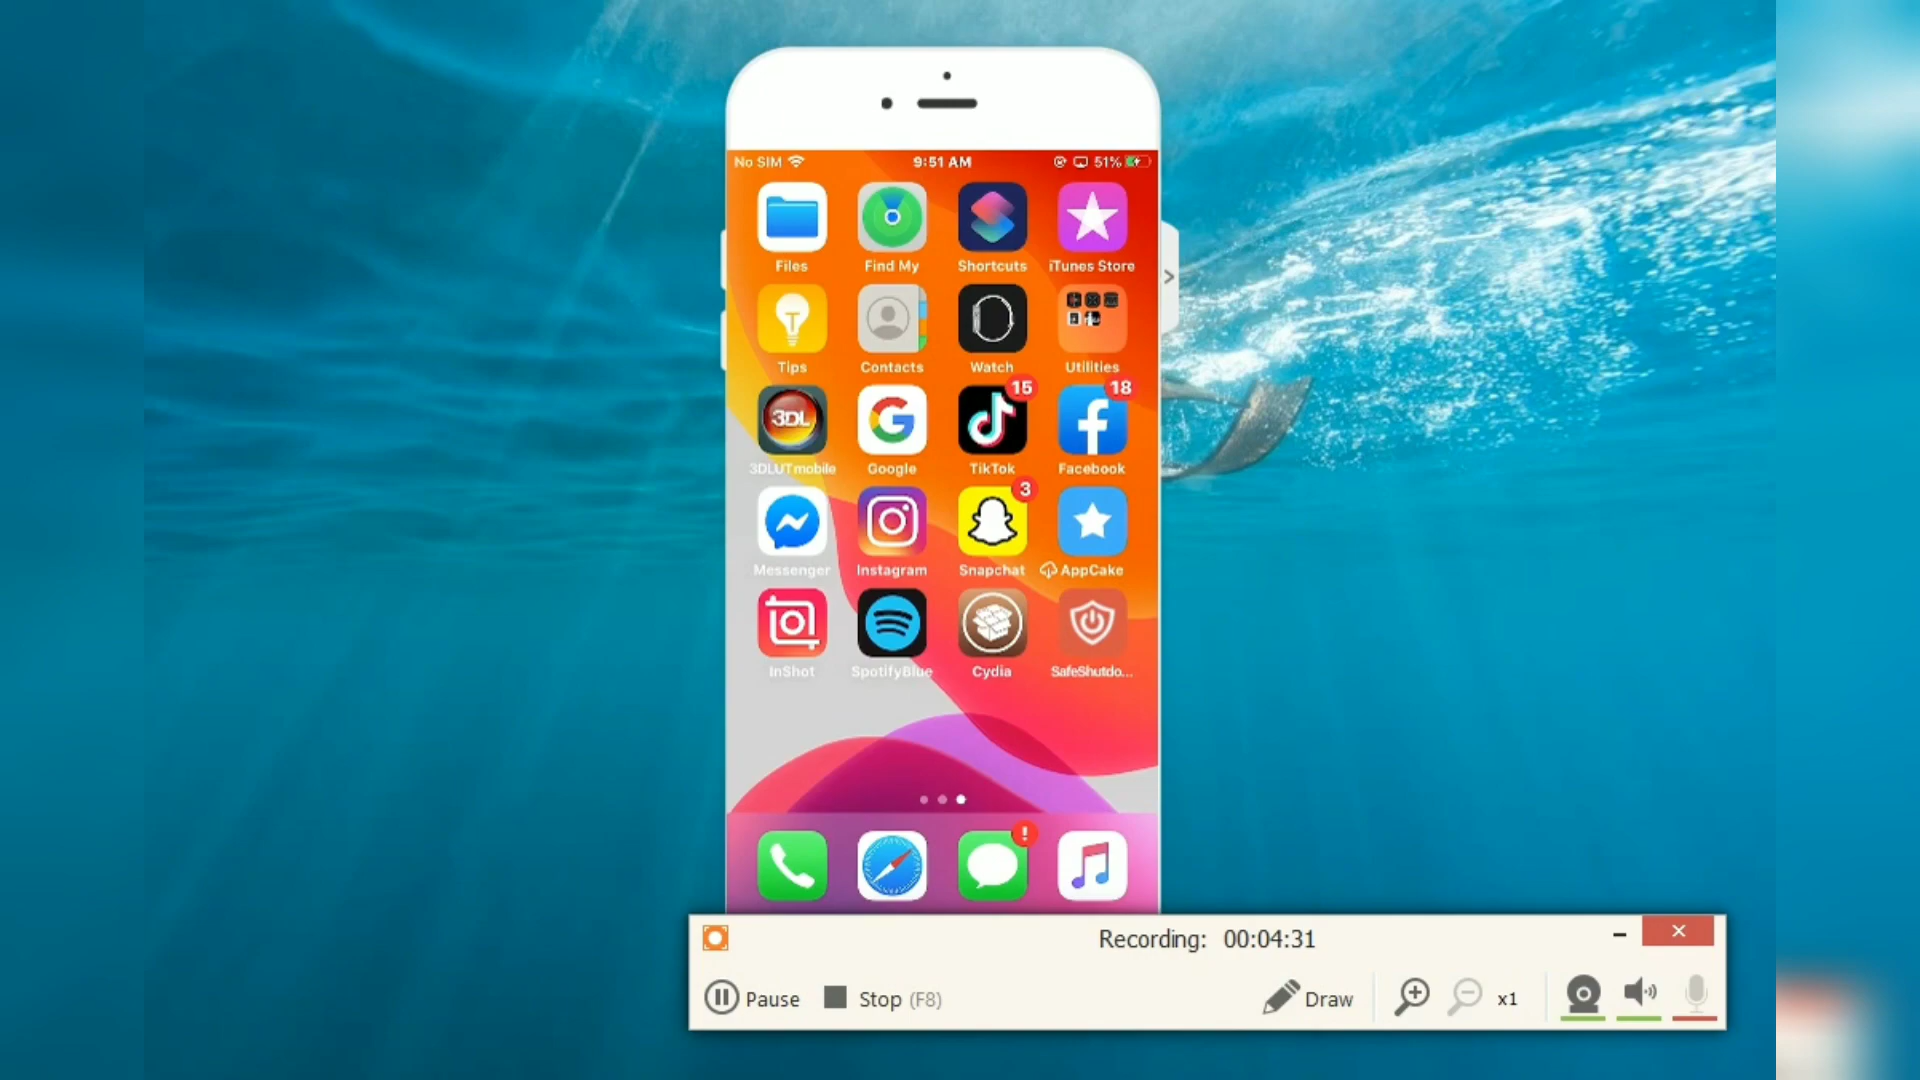 No SIM 9:51 AM 51%
Files Find My Shortcuts iTunes Store
Tips Contacts Watch Utilities
15 18
3DL
3DLUTmobile Google TikTok Facebook
3
Messenger Instagram Snapchat AppCake
InShot SpotifyBlue Cydia SafeShutdo...
!
Recording: 00:04:31
Pause Stop (F8) Draw x1